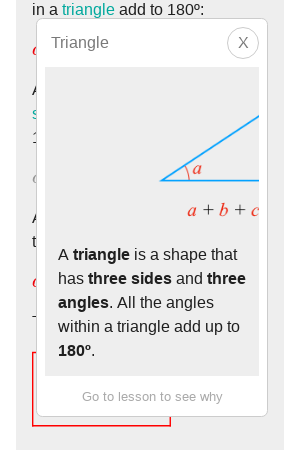 in a triangle add to 180º:
Triangle
X
a
a + b + c
A triangle is a shape that
has three sides and three
angles. All the angles
within a triangle add up to
180º.
Go to lesson to see why